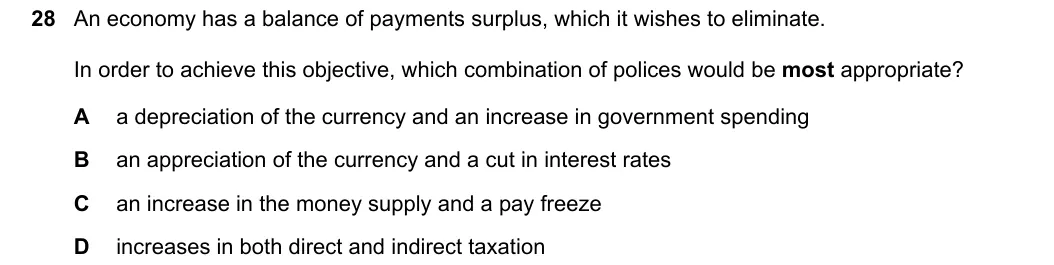 28 An economy has a balance of payments surplus, which it wishes to eliminate.
In order to achieve this objective, which combination of polices would be most appropriate?
A a depreciation of the currency and an increase in government spending
B an appreciation of the currency and a cut in interest rates
C an increase in the money supply and a pay freeze
D increases in both direct and indirect taxation